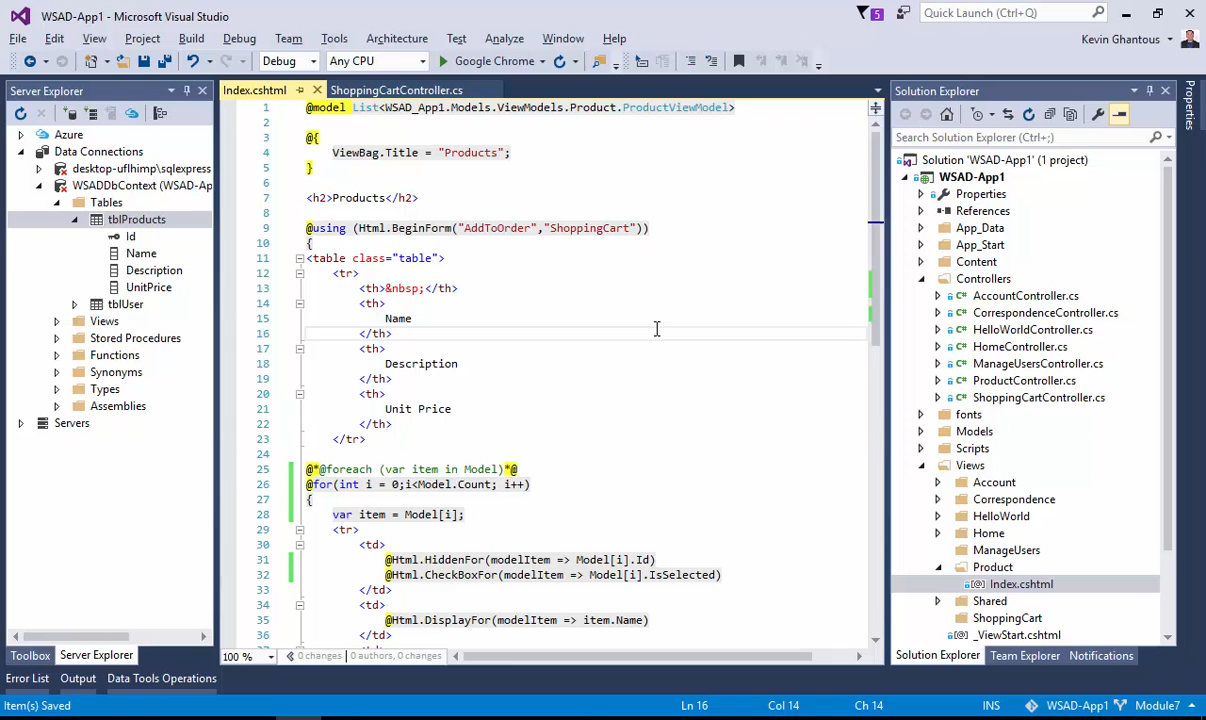 WSAD-App1 - Microsoft Visual Studio
5
Quick Launch (Ctrl+Q)
File Edit View Project Build Debug Team Tools Architecture Test Analyze Window Help
Kevin Ghantous
Debug Any CPU Google Chrome
Server Explorer
Azure
Data Connections
desktop-uflhimp\sqlexpress
WSADDbContext (WSAD-Ap
Tables
tblProducts
Id
Name
Description
UnitPrice
tblUser
Views
Stored Procedures
Functions
Synonyms
Types
Assemblies
Servers
Toolbox Server Explorer
Index.cshtml ShoppingCartController.cs
1 @model List<WSAD_App1.Models.ViewModels.Product.ProductViewModel>
2
3 @{
4 ViewBag.Title = "Products";
5 }
6
7 <h2>Products</h2>
8
9 @using (Html.BeginForm("AddToOrder","ShoppingCart"))
10 {
11 <table class="table">
12 <tr>
13 <th>&nbsp;</th>
14 <th>
15 Name
16 </th>
17 <th>
18 Description
19 </th>
20 <th>
21 Unit Price
22 </th>
23 </tr>
24
25 @*@foreach (var item in Model)*@
26 @for(int i = 0;i<Model.Count; i++)
27 {
28 var item = Model[i];
29 <tr>
30 <td>
31 @Html.HiddenFor(modelItem => Model[i].Id)
32 @Html.CheckBoxFor(modelItem => Model[i].IsSelected)
33 </td>
34 <td>
35 @Html.DisplayFor(modelItem => item.Name)
36 </td>
100 % 0 changes | 0 authors, 0 changes
Solution Explorer
Search Solution Explorer (Ctrl+;)
Solution 'WSAD-App1' (1 project)
WSAD-App1
Properties
References
App_Data
App_Start
Content
Controllers
AccountController.cs
CorrespondenceController.cs
HelloWorldController.cs
HomeController.cs
ManageUsersController.cs
ProductController.cs
ShoppingCartController.cs
fonts
Models
Scripts
Views
Account
Correspondence
HelloWorld
Home
ManageUsers
Product
Index.cshtml
Shared
ShoppingCart
_ViewStart.cshtml
Solution Explorer Team Explorer Notifications
Properties
Error List Output Data Tools Operations
Item(s) Saved Ln 16 Col 14 Ch 14 INS WSAD-App1 Module7